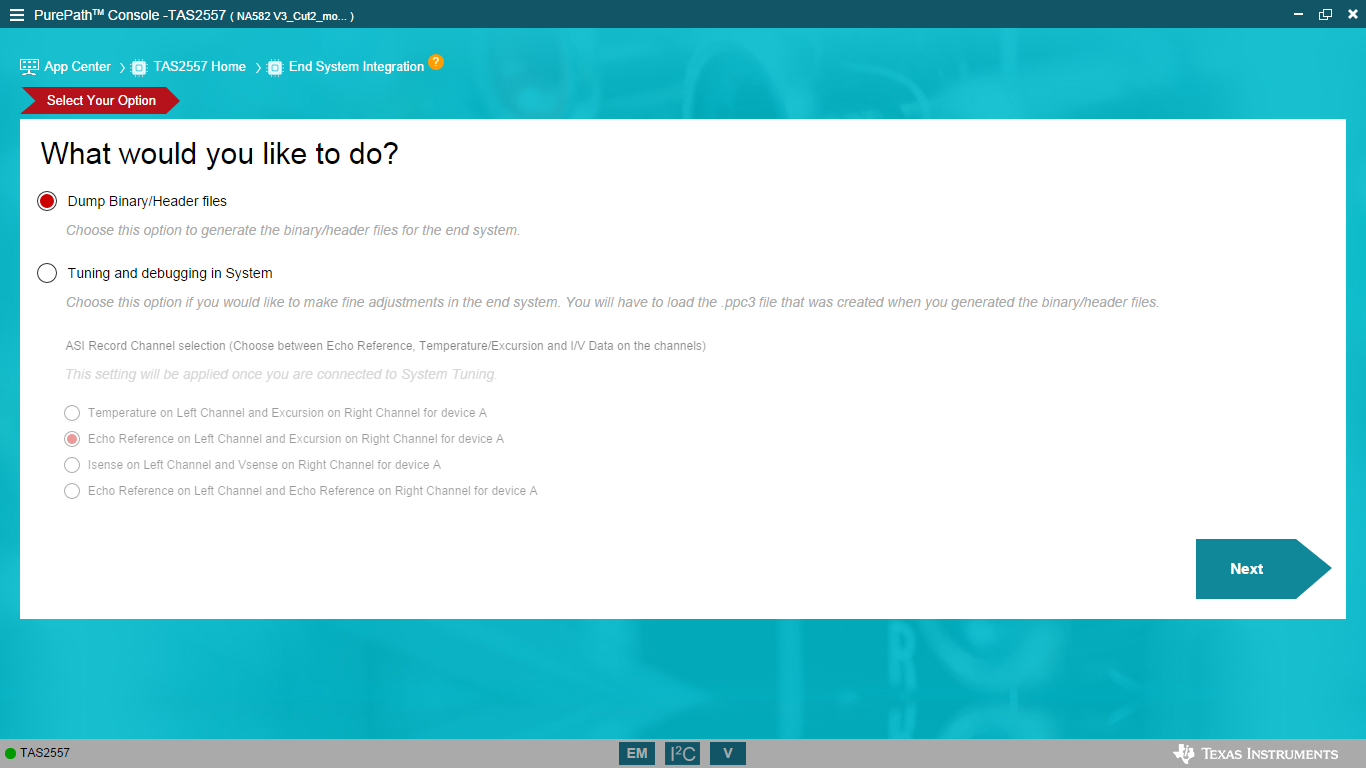 PurePath™ Console -TAS2557 ( NA582 V3_Cut2_mo... )
App Center > TAS2557 Home > End System Integration ?
Select Your Option
What would you like to do?
Dump Binary/Header files
Choose this option to generate the binary/header files for the end system.
Tuning and debugging in System
Choose this option if you would like to make fine adjustments in the end system. You will have to load the .ppc3 file that was created when you generated the binary/header files.
ASI Record Channel selection (Choose between Echo Reference, Temperature/Excursion and I/V Data on the channels)
This setting will be applied once you are connected to System Tuning.
Temperature on Left Channel and Excursion on Right Channel for device A
Echo Reference on Left Channel and Excursion on Right Channel for device A
Isense on Left Channel and Vsense on Right Channel for device A
Echo Reference on Left Channel and Echo Reference on Right Channel for device A
Next
R
TAS2557 EM I²C V TEXAS INSTRUMENTS